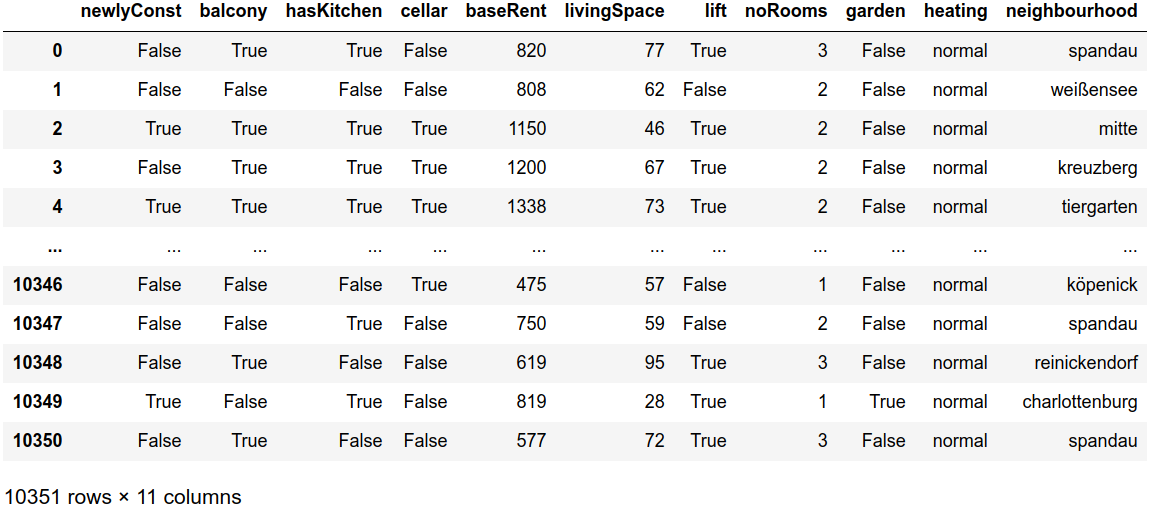 newlyConst balcony hasKitchen cellar baseRent livingSpace lift noRooms garden heating neighbourhood
0 False True True False 820 77 True 3 False normal spandau
1 False False False False 808 62 False 2 False normal weißensee
2 True True True True 1150 46 True 2 False normal mitte
3 False True True True 1200 67 True 2 False normal kreuzberg
4 True True True True 1338 73 True 2 False normal tiergarten
... ... ... ... ... ... ... ... ... ... ... ...
10346 False False False True 475 57 False 1 False normal köpenick
10347 False False True False 750 59 False 2 False normal spandau
10348 False True False False 619 95 True 3 False normal reinickendorf
10349 True False True False 819 28 True 1 True normal charlottenburg
10350 False True False False 577 72 True 3 False normal spandau
10351 rows × 11 columns